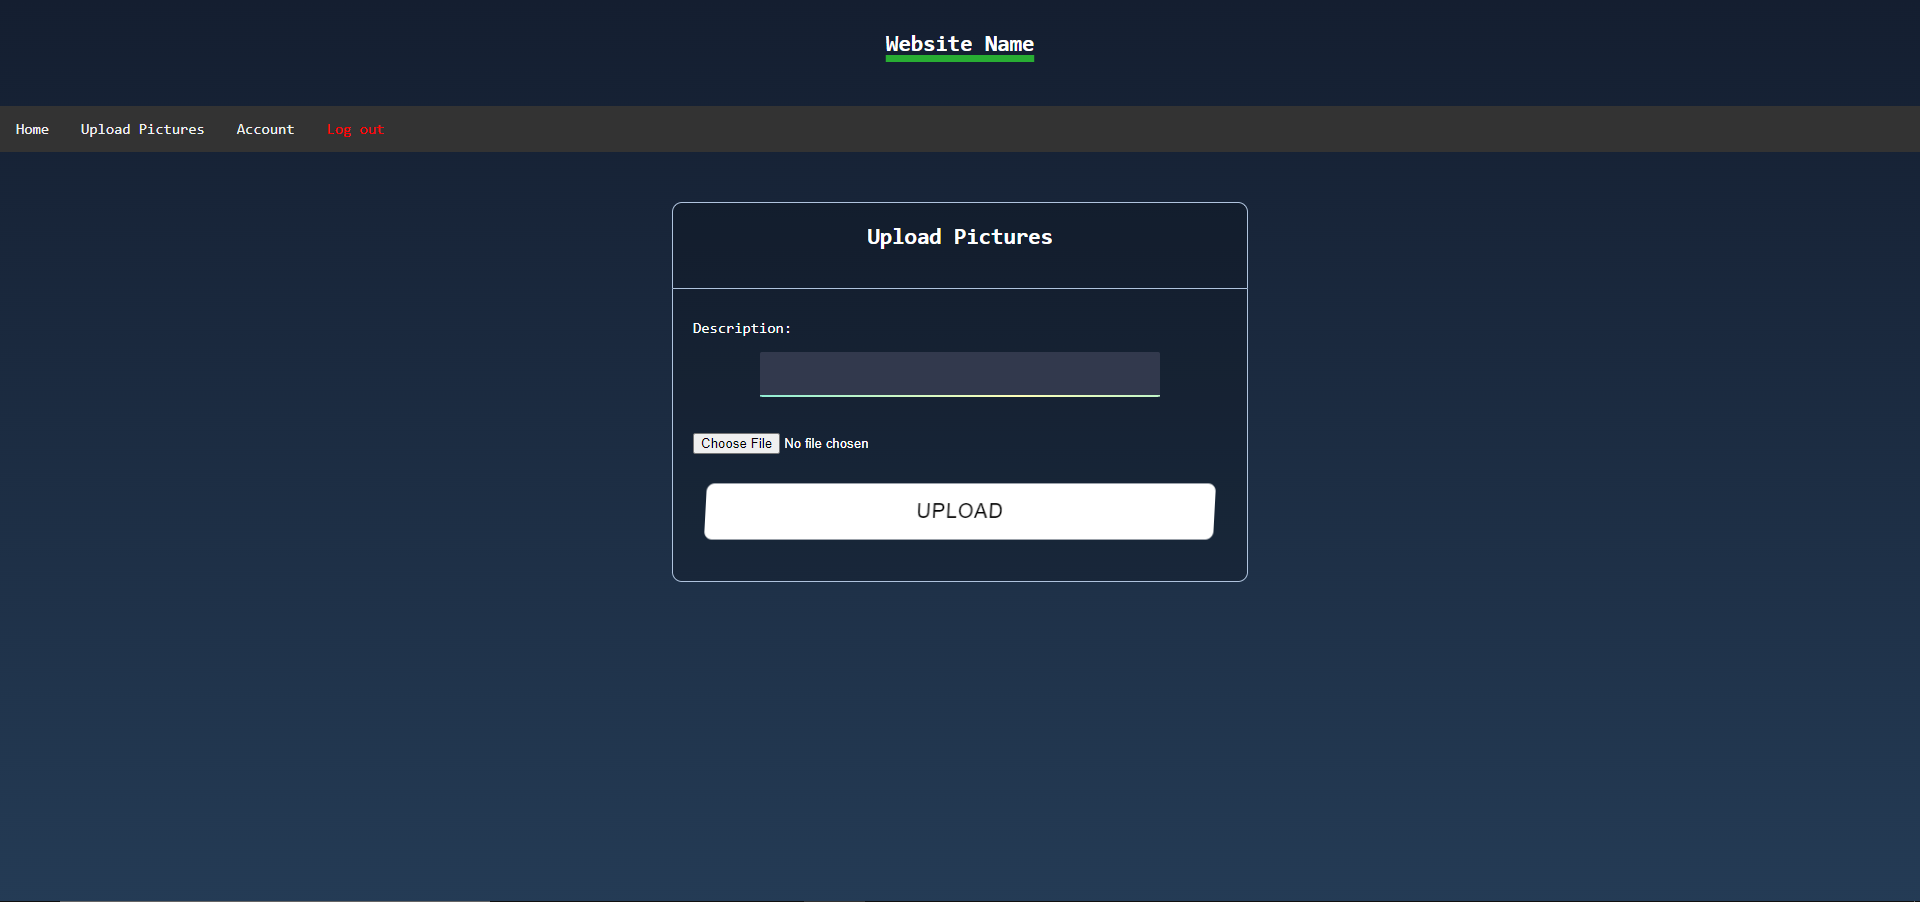 Website Name
Home Upload Pictures Account Log out
Upload Pictures
Description:
Choose File No file chosen
UPLOAD